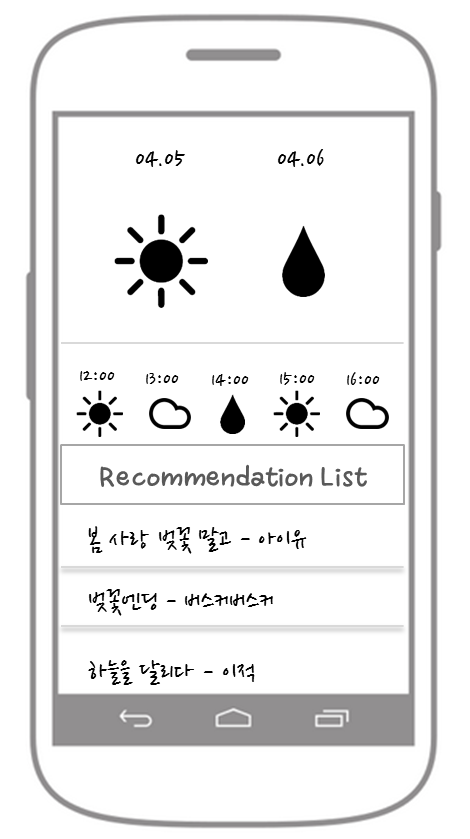 04.05 04.06
12:00 13:00 14:00 15:00 16:00
Recommendation List
봄 사랑 벚꽃 말고 - 아이유
벚꽃엔딩 - 버스커버스커
하늘을 달리다 - 이적